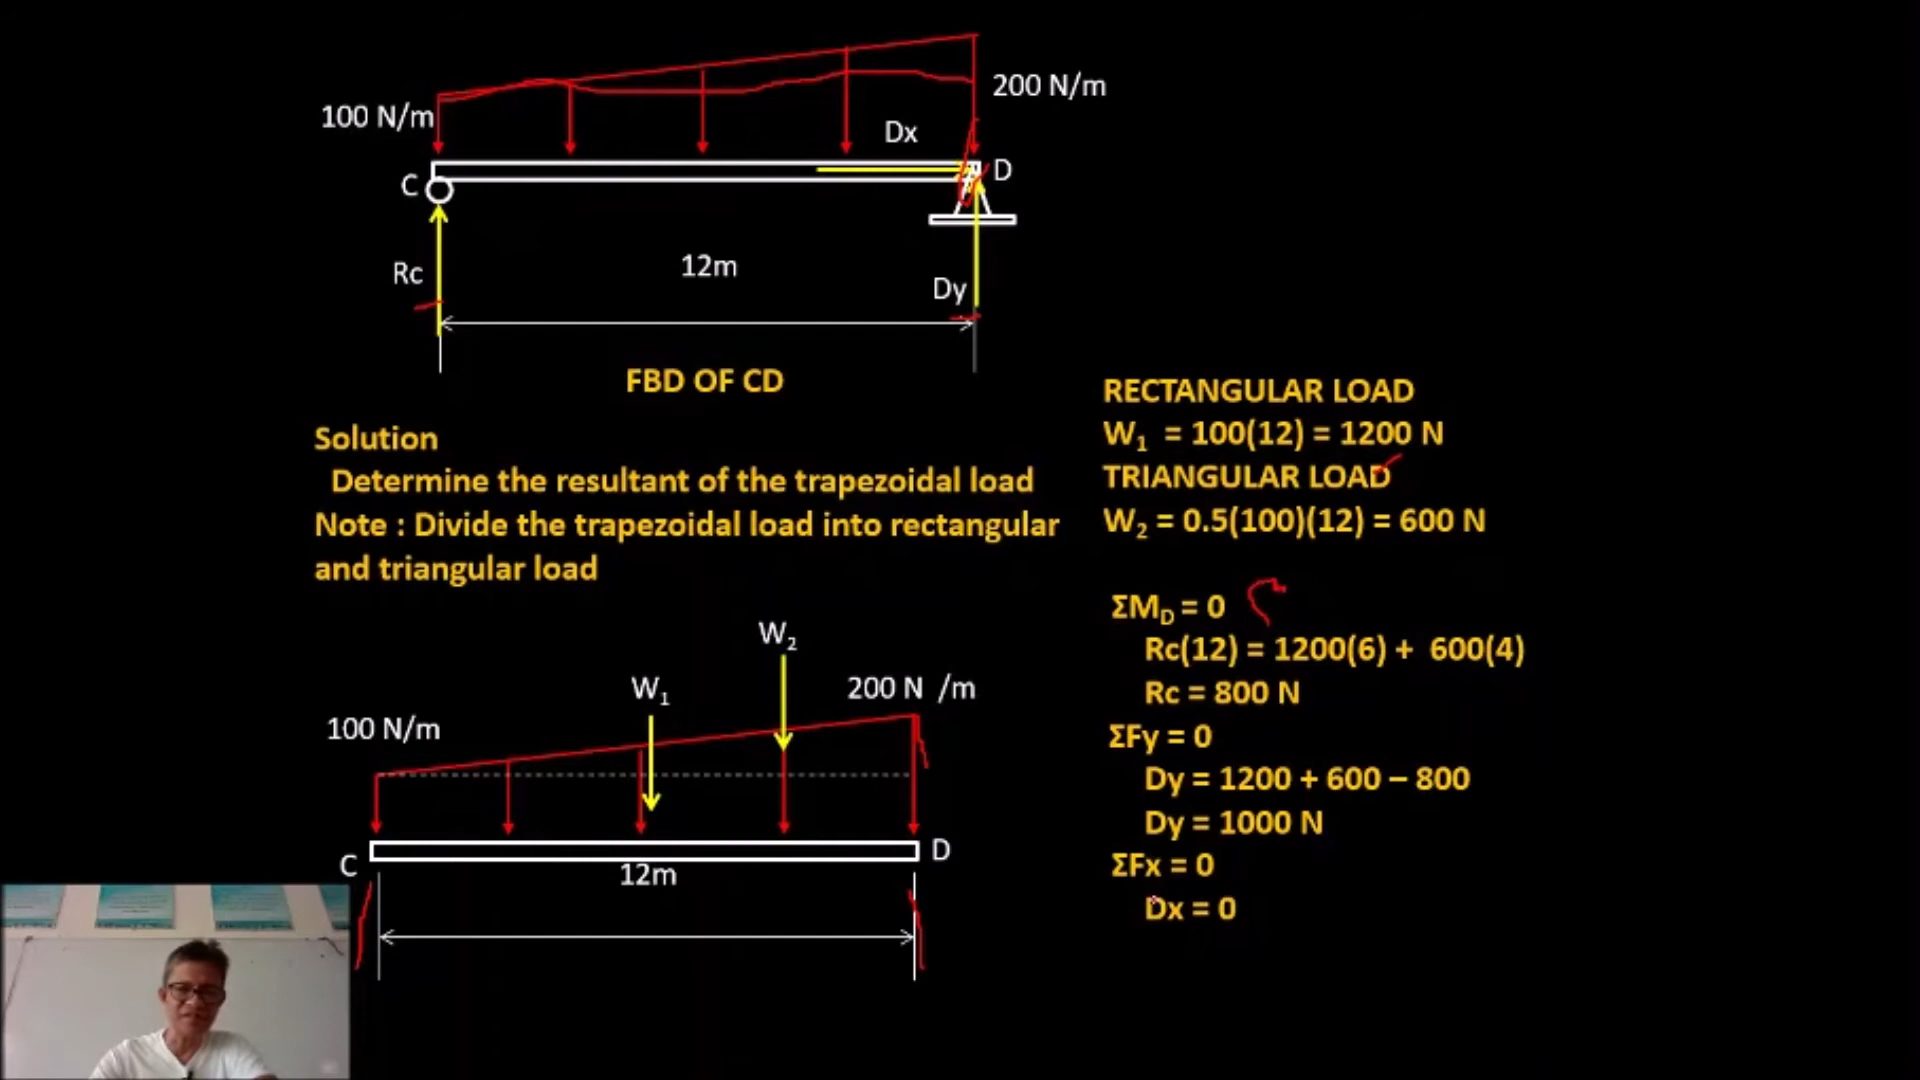 200 N/m
100 N/m
Dx
C
D
Rc
12m
Dy
FBD OF CD
Solution
Determine the resultant of the trapezoidal load
Note : Divide the trapezoidal load into rectangular
and triangular load
W2
W1
200 N /m
100 N/m
C
D
12m
RECTANGULAR LOAD
W1 = 100(12) = 1200 N
TRIANGULAR LOAD
W2 = 0.5(100)(12) = 600 N
ΣMD = 0
Rc(12) = 1200(6) + 600(4)
Rc = 800 N
ΣFy = 0
Dy = 1200 + 600 – 800
Dy = 1000 N
ΣFx = 0
Dx = 0